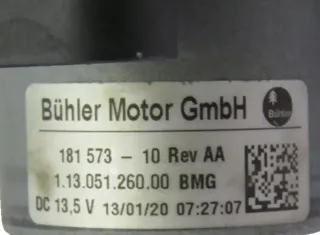 Bühler Motor GmbH
Bühler
181 573 - 10 Rev AA
1.13.051.260.00 BMG
DC 13,5 V 13/01/20 07:27:07